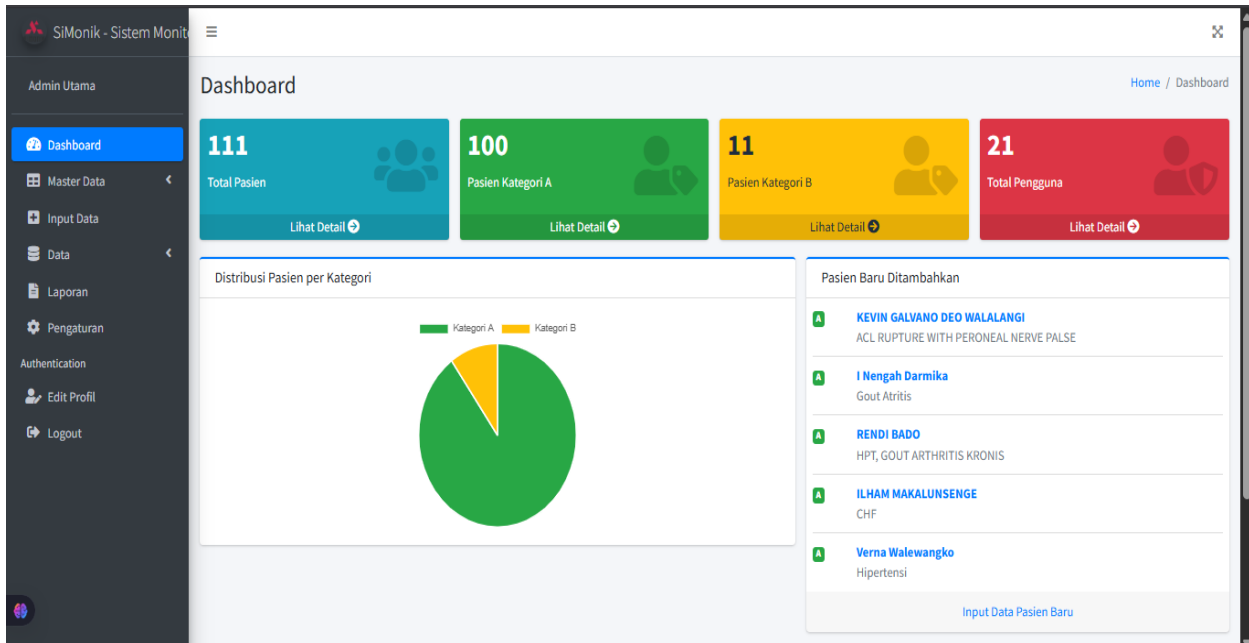 SiMonik - Sistem Monit
Admin Utama
Dashboard
Master Data
Input Data
Data
Laporan
Pengaturan
Authentication
Edit Profil
Logout
Dashboard
Home / Dashboard
111
Total Pasien
Lihat Detail
100
Pasien Kategori A
Lihat Detail
11
Pasien Kategori B
Lihat Detail
21
Total Pengguna
Lihat Detail
Distribusi Pasien per Kategori
Kategori A Kategori B
Pasien Baru Ditambahkan
A KEVIN GALVANO DEO WALALANGI
ACL RUPTURE WITH PERONEAL NERVE PALSE
A I Nengah Darmika
Gout Atritis
A RENDI BADO
HPT, GOUT ARTHRITIS KRONIS
A ILHAM MAKALUNSENGE
CHF
A Verna Walewangko
Hipertensi
Input Data Pasien Baru